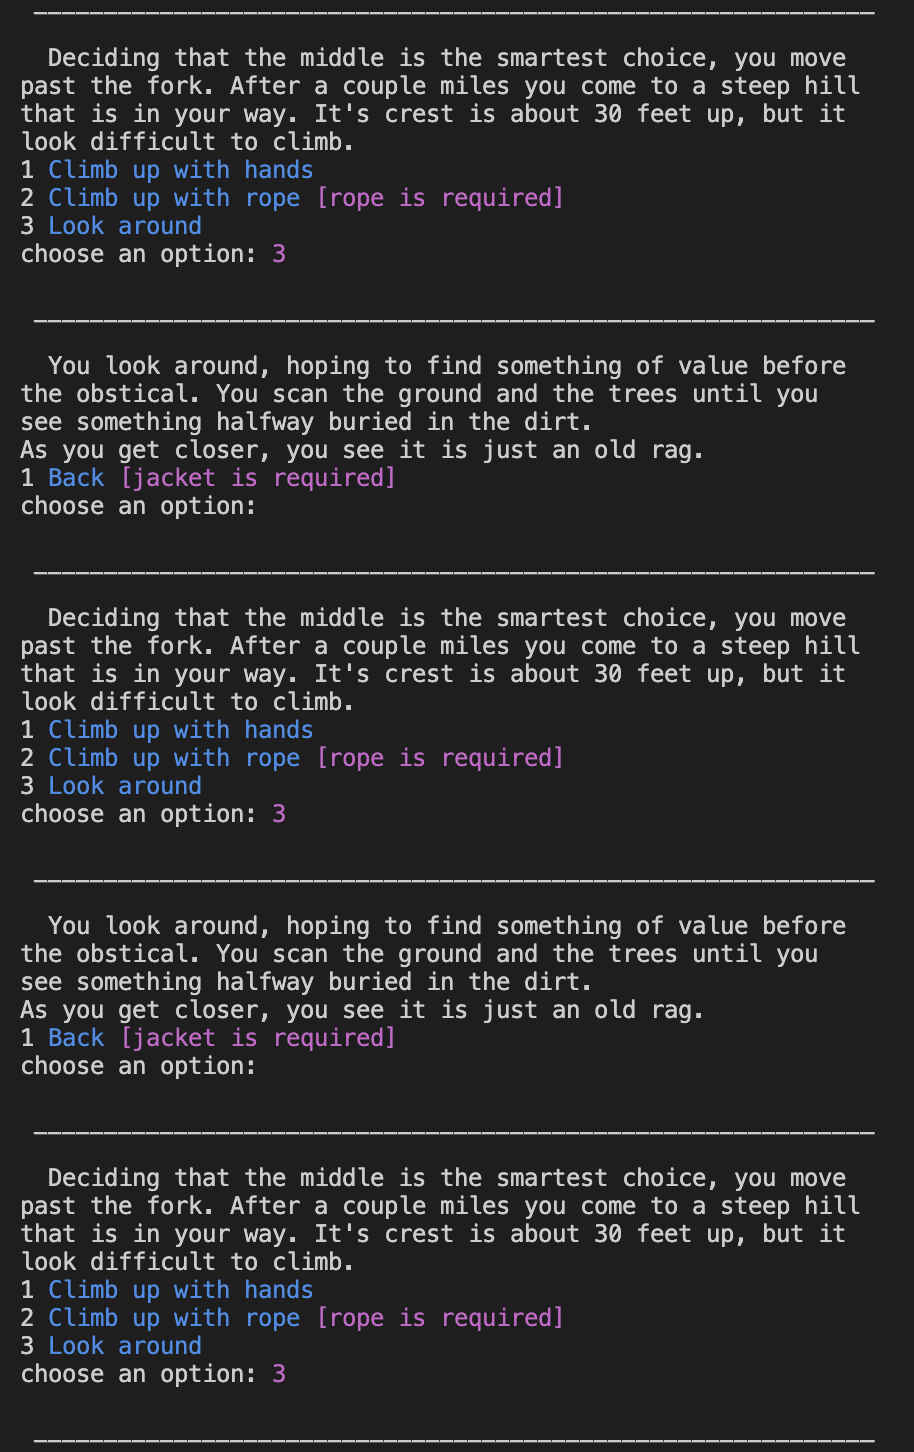 Deciding that the middle is the smartest choice, you move
past the fork. After a couple miles you come to a steep hill
that is in your way. It's crest is about 30 feet up, but it
look difficult to climb.
1 Climb up with hands
2 Climb up with rope [rope is required]
3 Look around
choose an option: 3
You look around, hoping to find something of value before
the obstical. You scan the ground and the trees until you
see something halfway buried in the dirt.
As you get closer, you see it is just an old rag.
1 Back [jacket is required]
choose an option:
Deciding that the middle is the smartest choice, you move
past the fork. After a couple miles you come to a steep hill
that is in your way. It's crest is about 30 feet up, but it
look difficult to climb.
1 Climb up with hands
2 Climb up with rope [rope is required]
3 Look around
choose an option: 3
You look around, hoping to find something of value before
the obstical. You scan the ground and the trees until you
see something halfway buried in the dirt.
As you get closer, you see it is just an old rag.
1 Back [jacket is required]
choose an option:
Deciding that the middle is the smartest choice, you move
past the fork. After a couple miles you come to a steep hill
that is in your way. It's crest is about 30 feet up, but it
look difficult to climb.
1 Climb up with hands
2 Climb up with rope [rope is required]
3 Look around
choose an option: 3